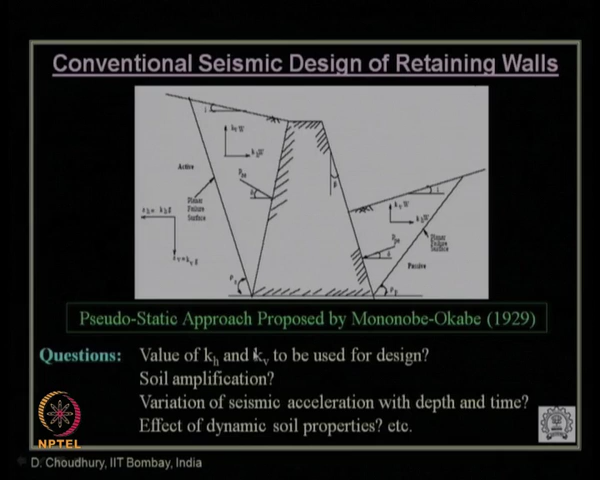 Conventional Seismic Design of Retaining Walls
i
Active
Planar
Failure
Surface
Planar
Failure
Surface
Passive
Pseudo-Static Approach Proposed by Mononobe-Okabe (1929)
Questions: Value of kh and kv to be used for design?
Soil amplification?
Variation of seismic acceleration with depth and time?
Effect of dynamic soil properties? etc.
NPTEL
D. Choudhury, IIT Bombay, India